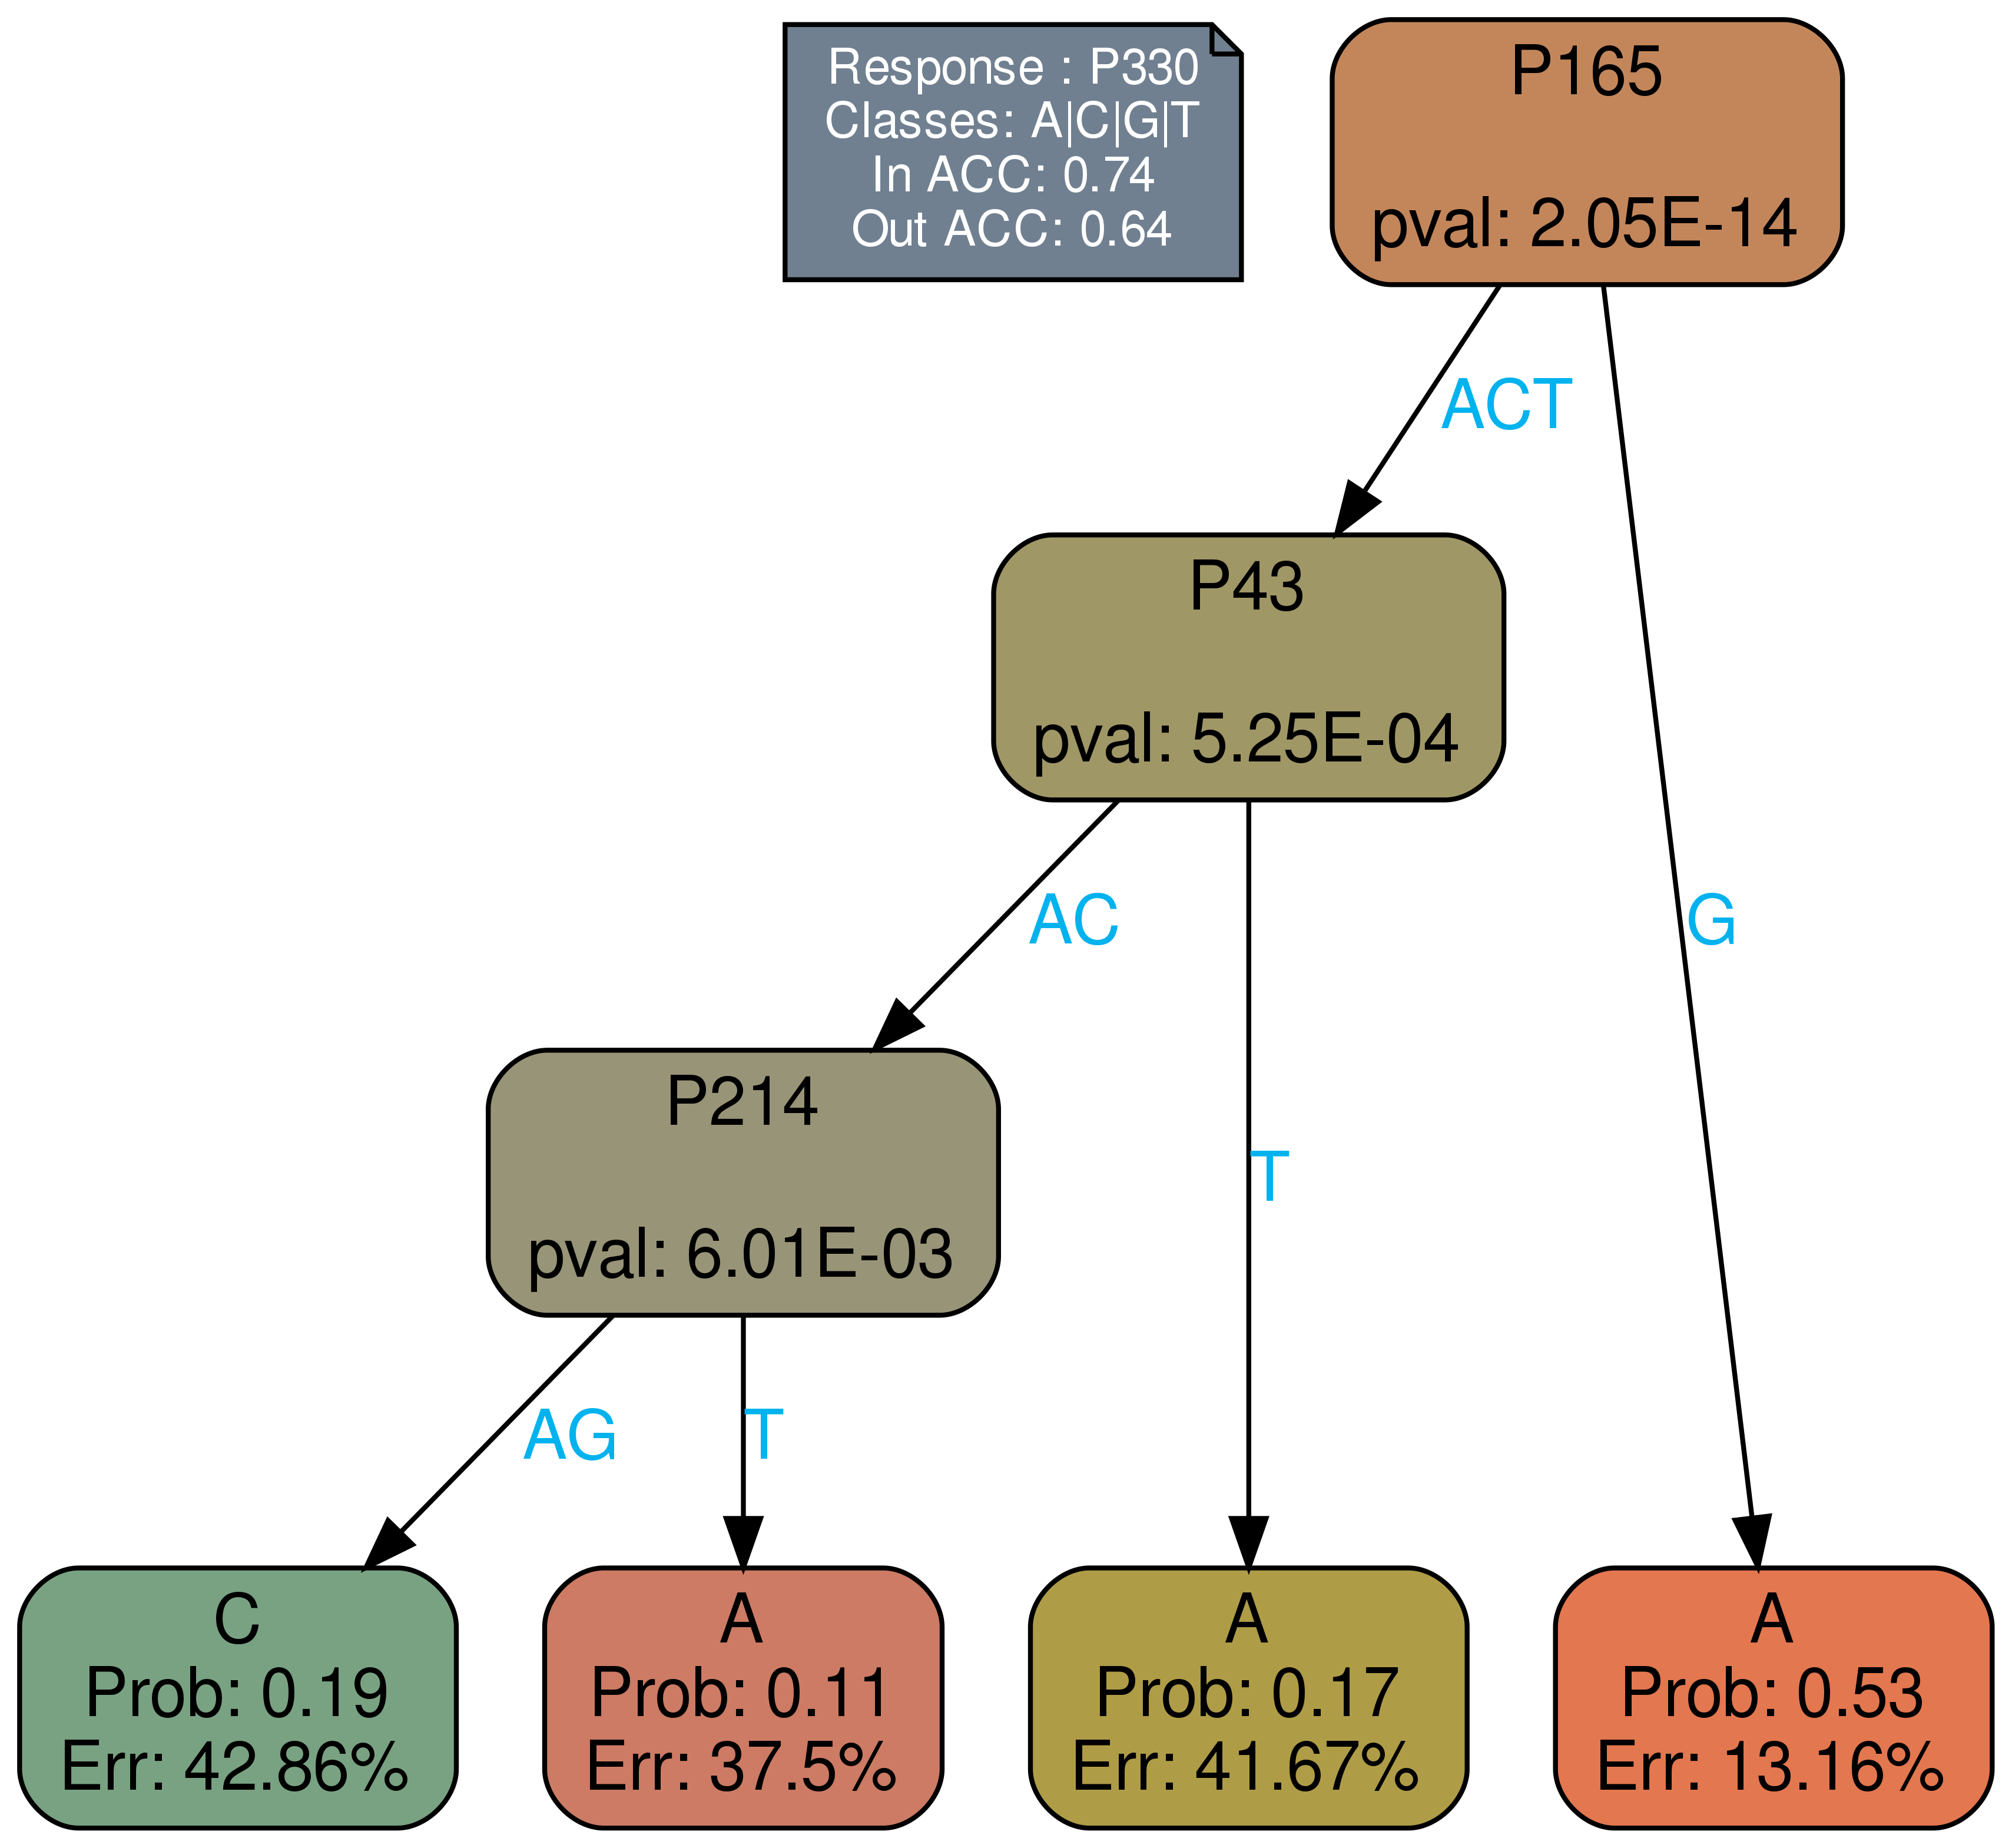 Response : P330
Classes: A|C|G|T
In ACC: 0.74
Out ACC: 0.64
P165
pval: 2.05E-14
ACT
P43
pval: 5.25E-04
AC
G
P214
pval: 6.01E-03
T
AG
T
C
Prob: 0.19
Err: 42.86%
A
Prob: 0.11
Err: 37.5%
A
Prob: 0.17
Err: 41.67%
A
Prob: 0.53
Err: 13.16%